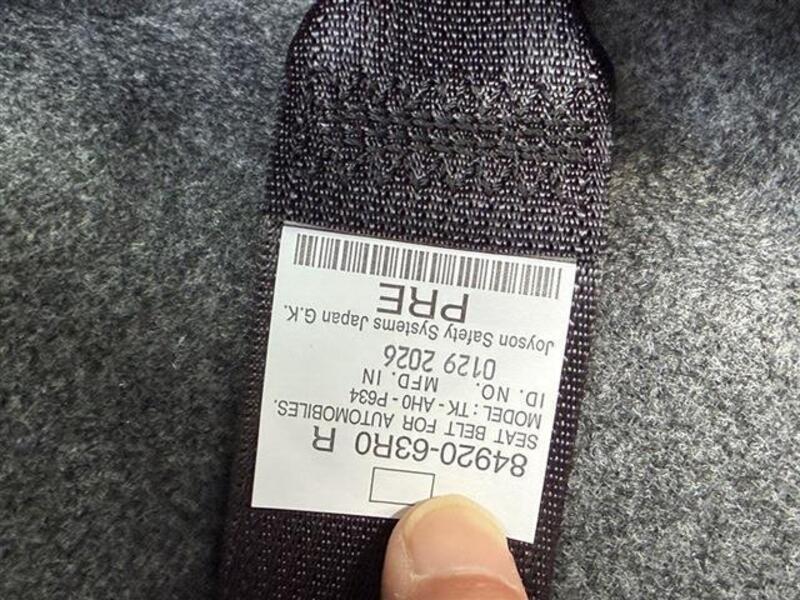 84920-63R0 R
SEAT BELT FOR AUTOMOBILES.
MODEL : TK - AH0 - P634
ID. NO. MFD. IN
0129 2026
Joyson Safety Systems Japan G.K.
PRE